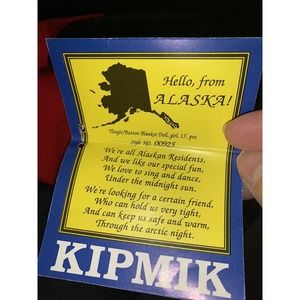 Hello, from
ALASKA!
Tlingit/Button Blanket Doll, girl, 15", pcc
Style NO. 00925
We're all Alaskan Residents,
And we like our special fun,
We love to sing and dance,
Under the midnight sun.
We're looking for a certain friend,
Who can hold us very tight,
And can keep us safe and warm,
Through the arctic night.
KIPMIK